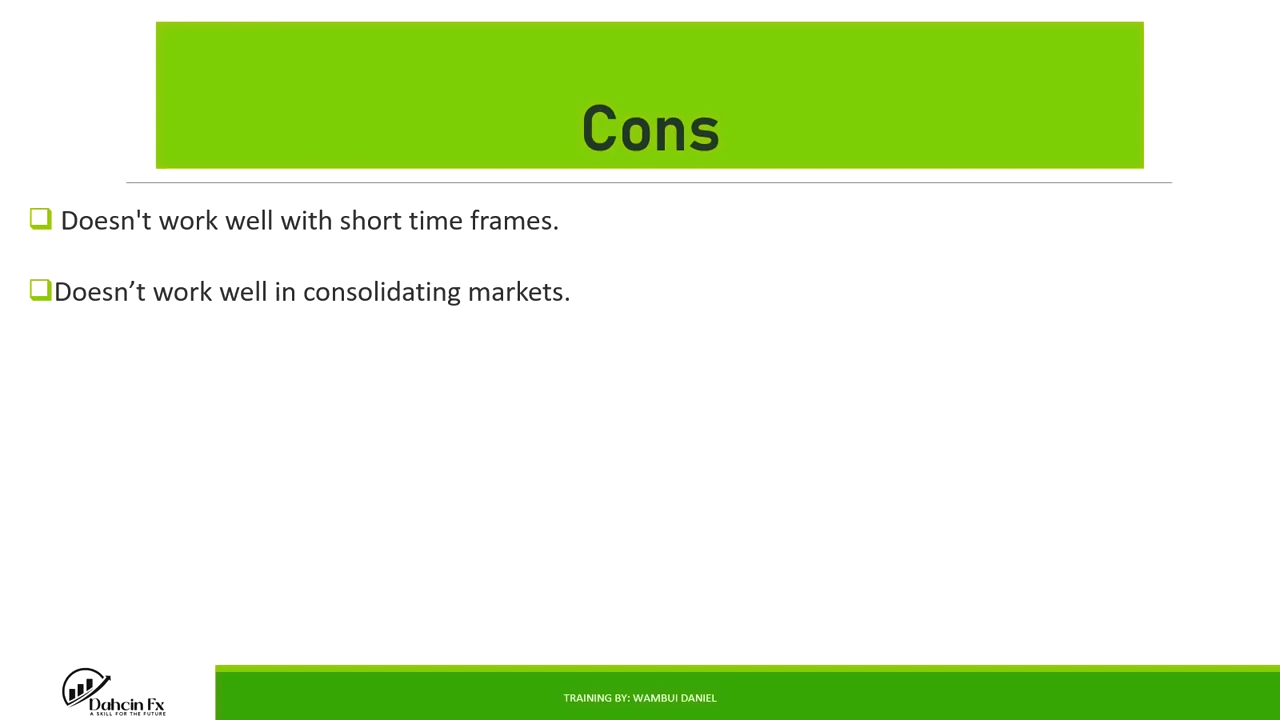 Cons
Doesn't work well with short time frames.
Doesn’t work well in consolidating markets.
Dahcin Fx
A SKILL FOR THE FUTURE
TRAINING BY: WAMBUI DANIEL